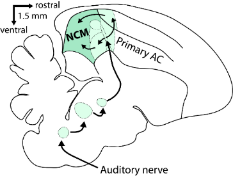 rostral
1.5 mm
ventral
NCM
Primary AC
Auditory nerve